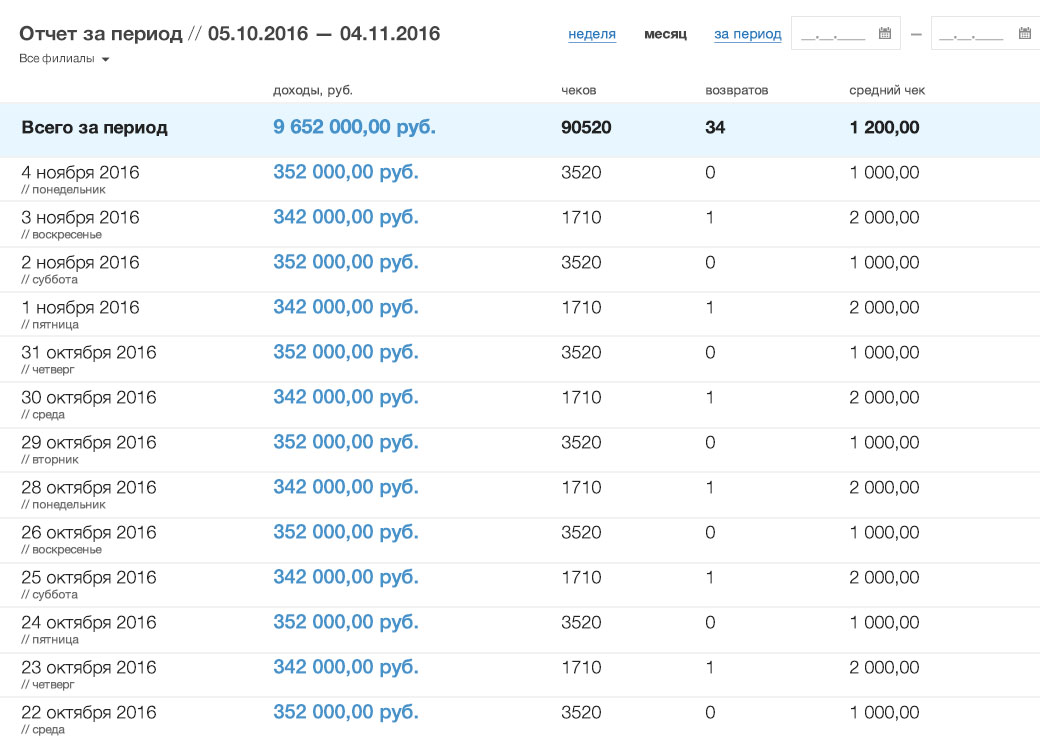 Отчет за период // 05.10.2016 — 04.11.2016 неделя месяц за период __.__.____ — __.__.____
Все филиалы
доходы, руб. чеков возвратов средний чек
Всего за период 9 652 000,00 руб. 90520 34 1 200,00
4 ноября 2016 352 000,00 руб. 3520 0 1 000,00
// понедельник
3 ноября 2016 342 000,00 руб. 1710 1 2 000,00
// воскресенье
2 ноября 2016 352 000,00 руб. 3520 0 1 000,00
// суббота
1 ноября 2016 342 000,00 руб. 1710 1 2 000,00
// пятница
31 октября 2016 352 000,00 руб. 3520 0 1 000,00
// четверг
30 октября 2016 342 000,00 руб. 1710 1 2 000,00
// среда
29 октября 2016 352 000,00 руб. 3520 0 1 000,00
// вторник
28 октября 2016 342 000,00 руб. 1710 1 2 000,00
// понедельник
26 октября 2016 352 000,00 руб. 3520 0 1 000,00
// воскресенье
25 октября 2016 342 000,00 руб. 1710 1 2 000,00
// суббота
24 октября 2016 352 000,00 руб. 3520 0 1 000,00
// пятница
23 октября 2016 342 000,00 руб. 1710 1 2 000,00
// четверг
22 октября 2016 352 000,00 руб. 3520 0 1 000,00
// среда